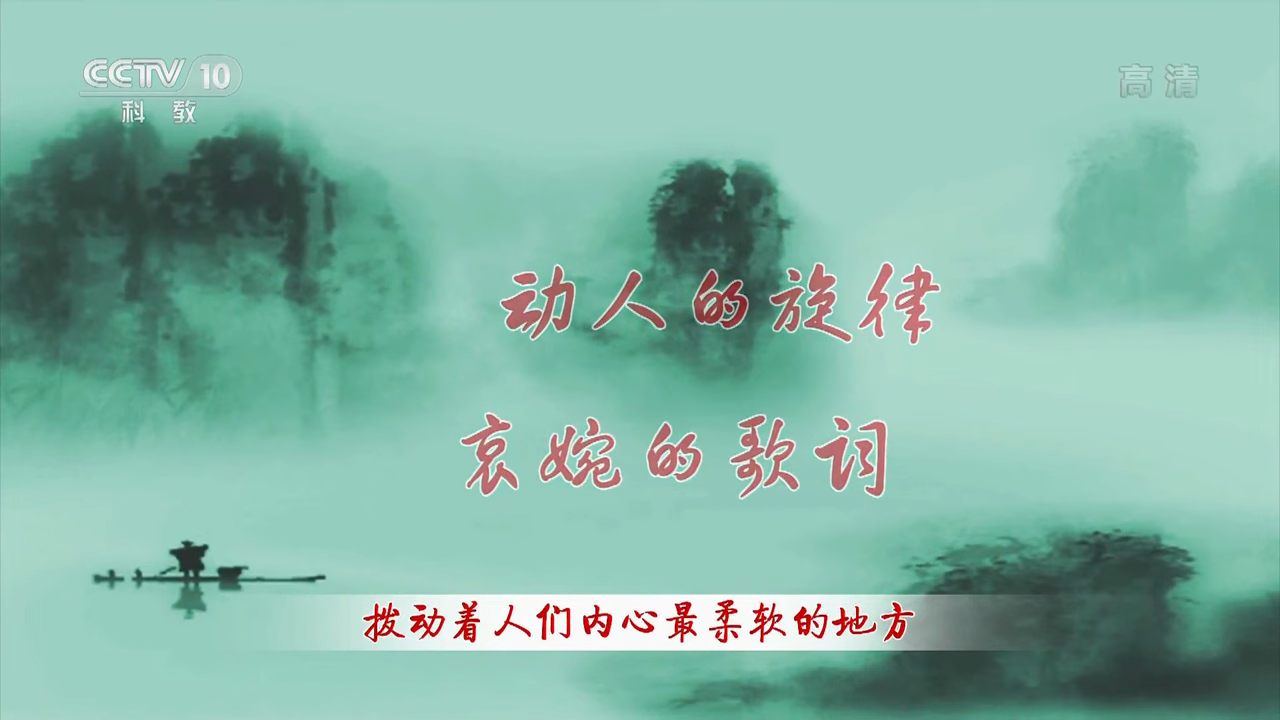 CCTV 10
科教
高清
动人的旋律
哀婉的歌词
拨动着人们内心最柔软的地方